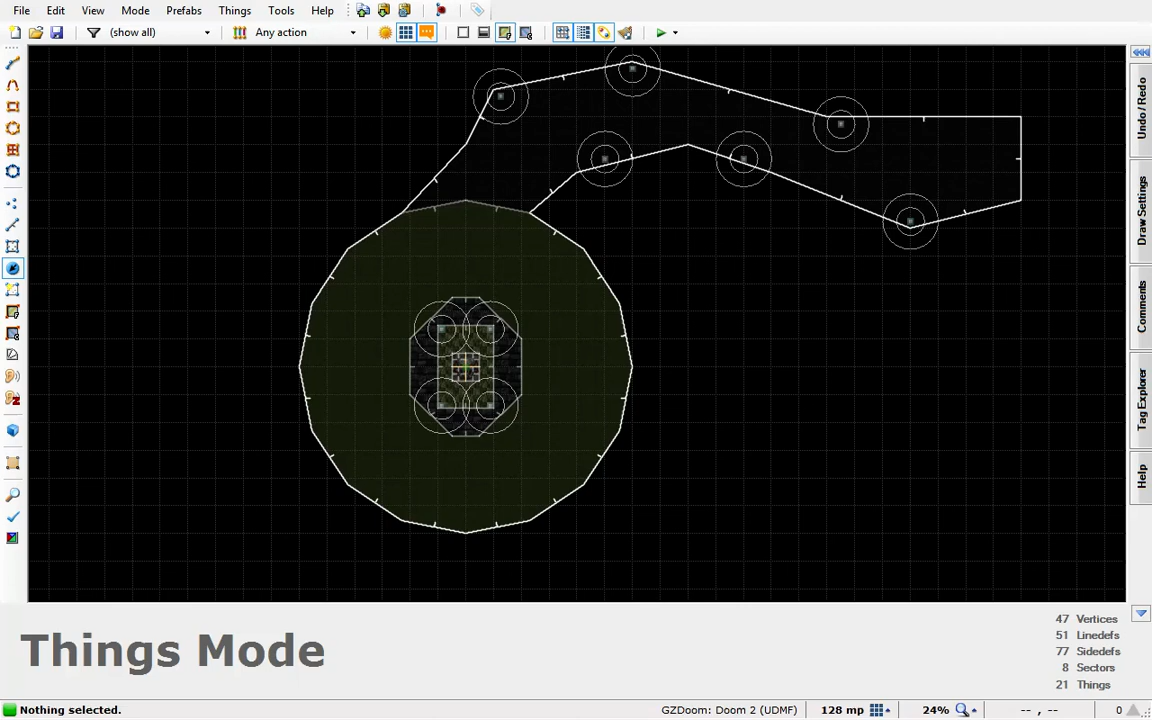 File Edit View Mode Prefabs Things Tools Help
(show all) Any action
Undo / Redo
Draw Settings
Comments
Tag Explorer
Help
Things Mode
47 Vertices
51 Linedefs
77 Sidedefs
8 Sectors
21 Things
Nothing selected. GZDoom: Doom 2 (UDMF) 128 mp 24% -- , -- 0